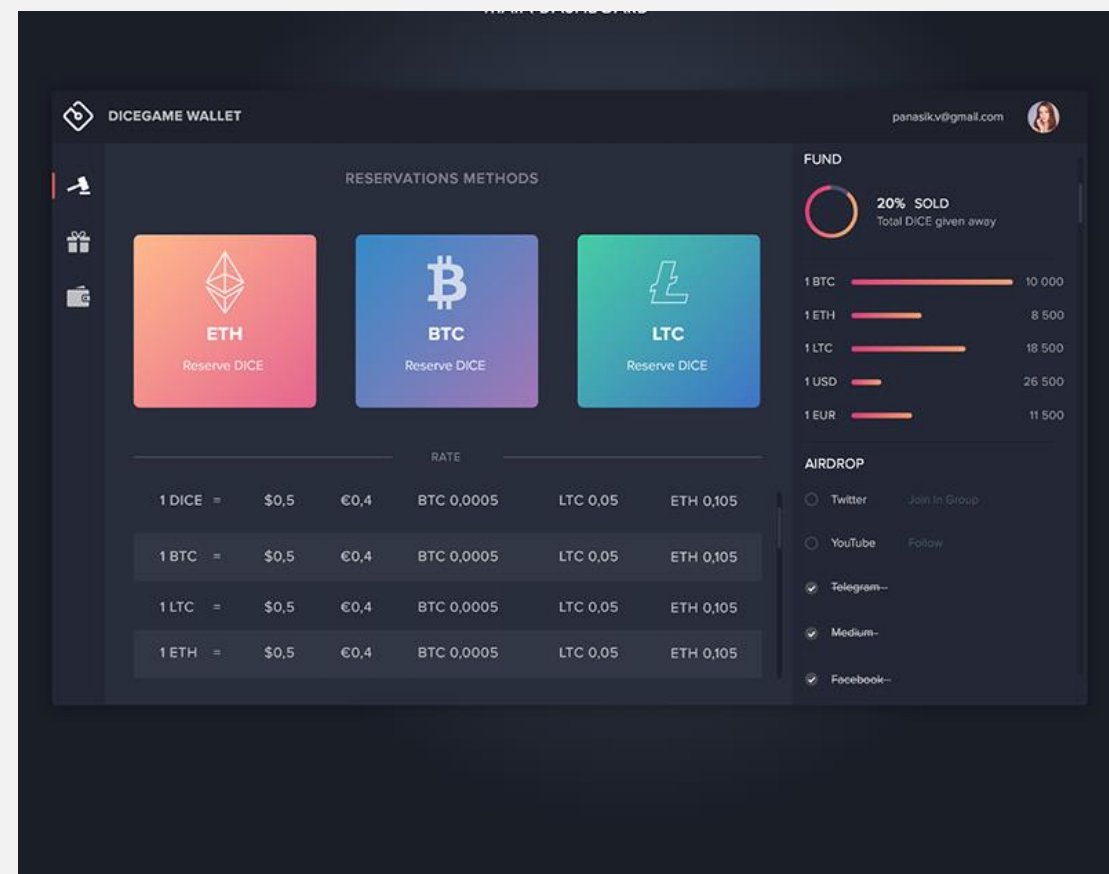 MAIN DASHBOARD
DICEGAME WALLET
panasik.v@gmail.com
RESERVATIONS METHODS
ETH
Reserve DICE
BTC
Reserve DICE
LTC
Reserve DICE
RATE
1 DICE = $0,5 €0,4 BTC 0,0005 LTC 0,05 ETH 0,105
1 BTC = $0,5 €0,4 BTC 0,0005 LTC 0,05 ETH 0,105
1 LTC = $0,5 €0,4 BTC 0,0005 LTC 0,05 ETH 0,105
1 ETH = $0,5 €0,4 BTC 0,0005 LTC 0,05 ETH 0,105
FUND
20% SOLD
Total DICE given away
1 BTC 10 000
1 ETH 8 500
1 LTC 18 500
1 USD 26 500
1 EUR 11 500
AIRDROP
Twitter Join In Group
YouTube Follow
Telegram
Medium
Facebook